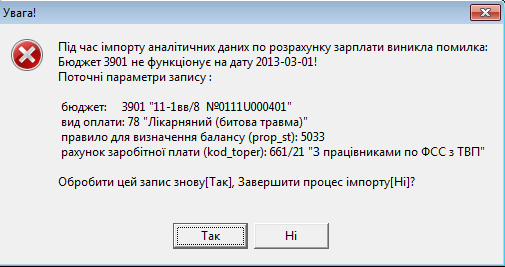 Увага!
Під час імпорту аналітичних даних по розрахунку зарплати виникла помилка:
Бюджет 3901 не функціонує на дату 2013-03-01!
Поточні параметри запису :
бюджет: 3901 "11-1вв/8 №0111U000401"
вид оплати: 78 "Лікарняний (битова травма)"
правило для визначення балансу (prop_st): 5033
рахунок заробітної плати (kod_toper): 661/21 "З працівниками по ФСС з ТВП"
Обробити цей запис знову[Так], Завершити процес імпорту[Ні]?
Так
Ні